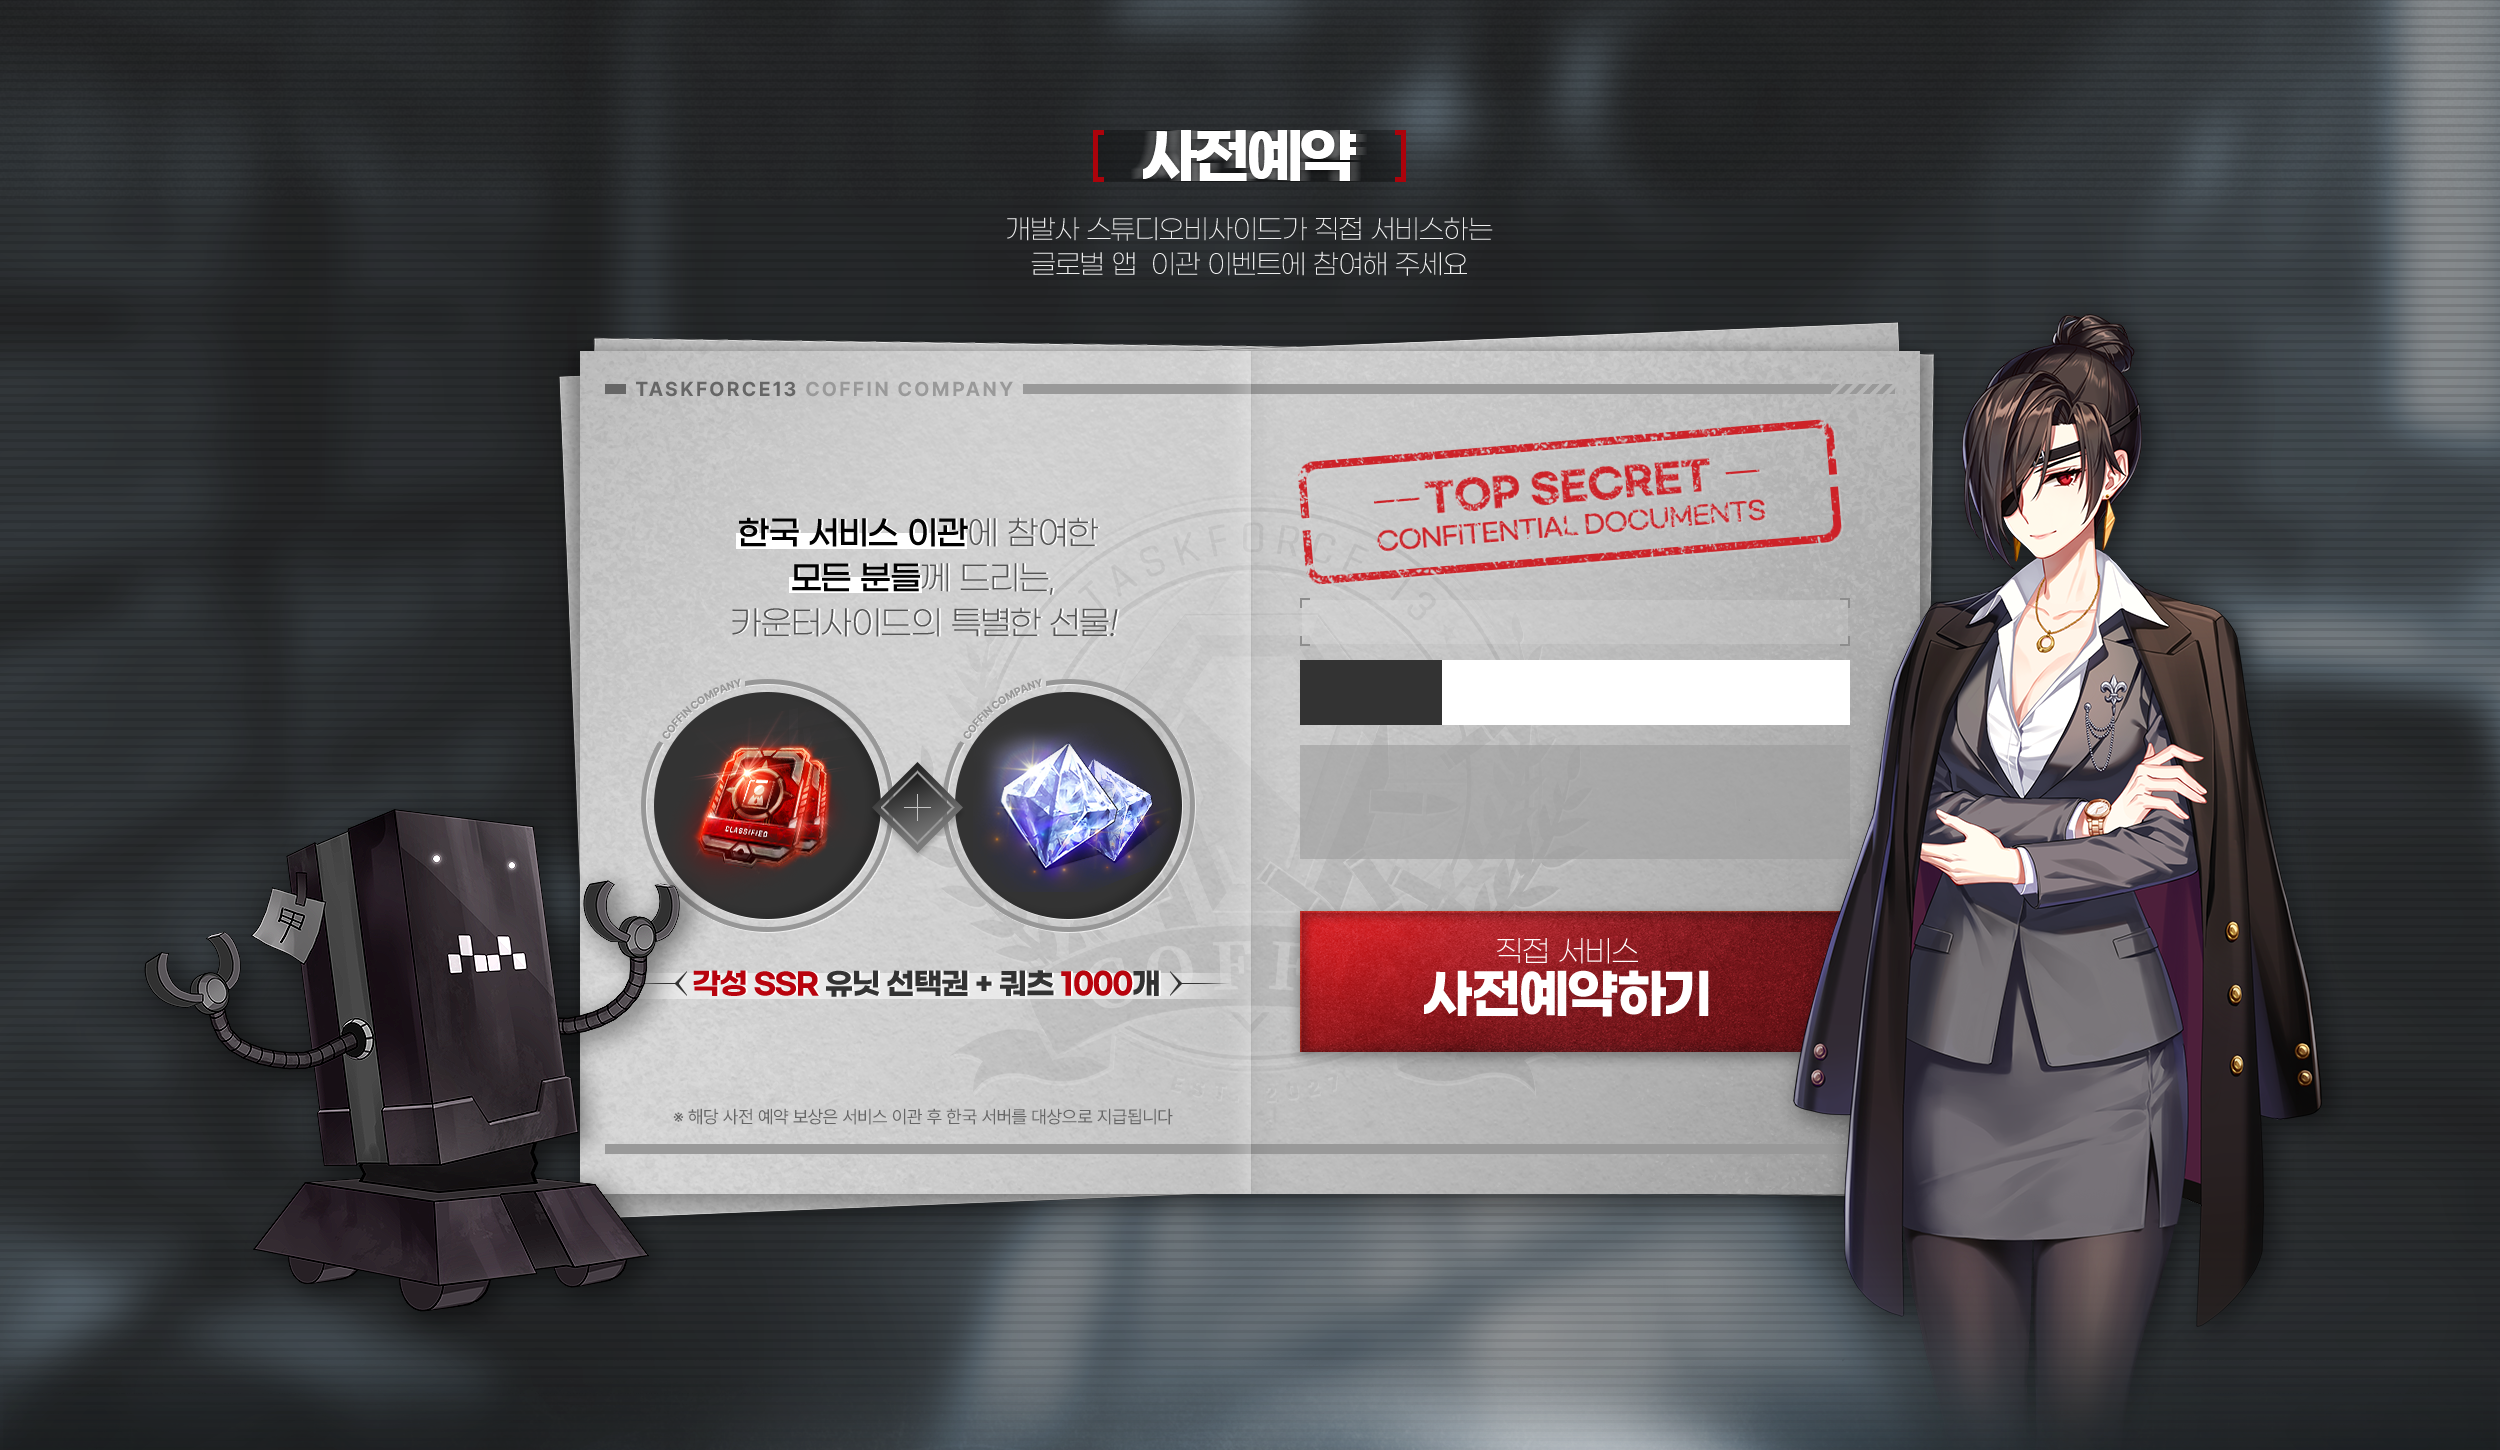 사전예약
개발사 스튜디오비사이드가 직접 서비스하는
글로벌 앱 이관 이벤트에 참여해 주세요
TASKFORCE13 COFFIN COMPANY
한국 서비스 이관에 참여한
모든 분들께 드리는,
카운터사이드의 특별한 선물!
COFFIN COMPANY
COFFIN COMPANY
CLASSIFIED
각성 SSR 유닛 선택권 + 쿼츠 1000개
※ 해당 사전 예약 보상은 서비스 이관 후 한국 서버를 대상으로 지급됩니다
TOP SECRET
CONFITENTIAL DOCUMENTS
TASKFORCE 13
직접 서비스
사전예약하기
甲